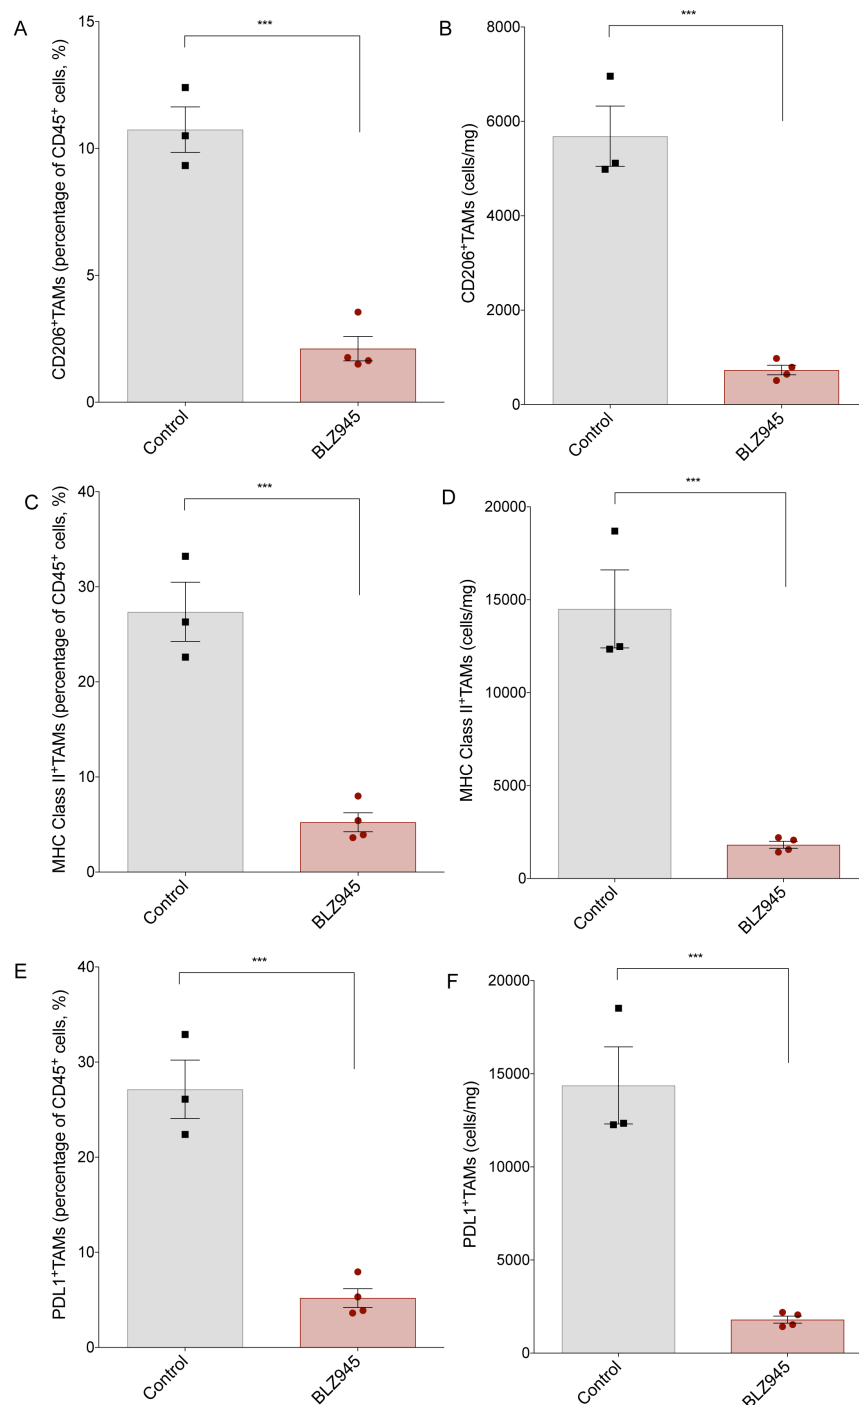 A
CD206⁺TAMs (percentage of CD45⁺ cells, %)
15
10
5
0
***
Control
BLZ945
B
CD206⁺TAMs (cells/mg)
8000
6000
4000
2000
0
***
Control
BLZ945
C
MHC Class II⁺TAMs (percentage of CD45⁺ cells, %)
40
30
20
10
0
***
Control
BLZ945
D
MHC Class II⁺TAMs (cells/mg)
20000
15000
10000
5000
0
***
Control
BLZ945
E
PDL1⁺TAMs (percentage of CD45⁺ cells, %)
40
30
20
10
0
***
Control
BLZ945
F
PDL1⁺TAMs (cells/mg)
20000
15000
10000
5000
0
***
Control
BLZ945